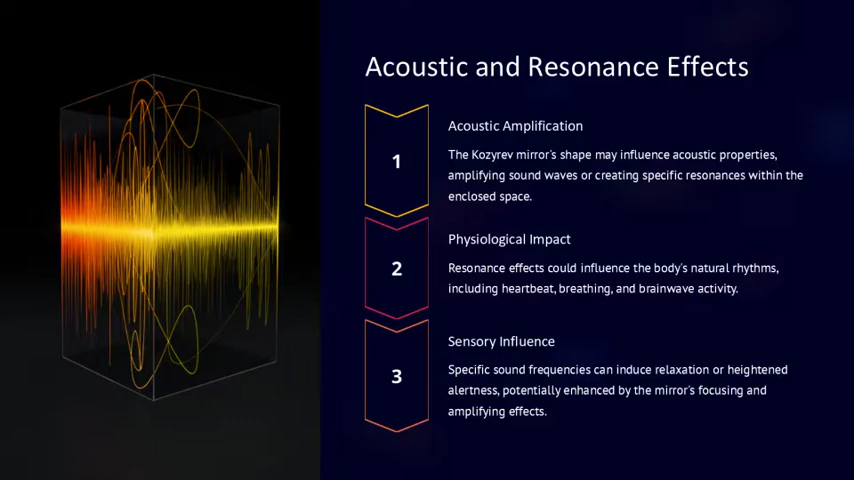 Acoustic and Resonance Effects
1
Acoustic Amplification
The Kozyrev mirror's shape may influence acoustic properties,
amplifying sound waves or creating specific resonances within the
enclosed space.
2
Physiological Impact
Resonance effects could influence the body's natural rhythms,
including heartbeat, breathing, and brainwave activity.
3
Sensory Influence
Specific sound frequencies can induce relaxation or heightened
alertness, potentially enhanced by the mirror's focusing and
amplifying effects.